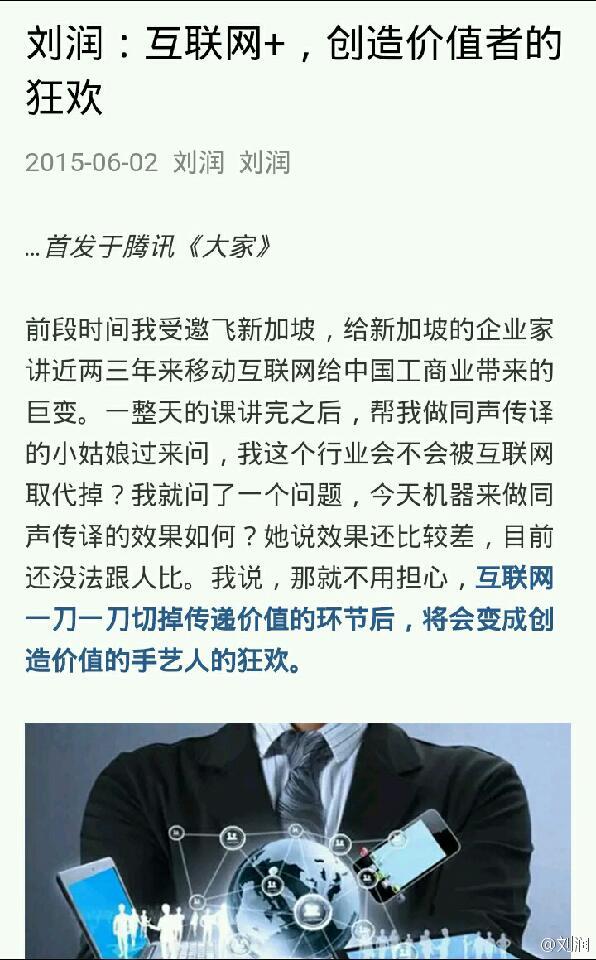 刘润：互联网+，创造价值者的
狂欢
2015-06-02 刘润 刘润
...首发于腾讯《大家》
前段时间我受邀飞新加坡，给新加坡的企业家
讲近两三年来移动互联网给中国工商业带来的
巨变。一整天的课讲完之后，帮我做同声传译
的小姑娘过来问，我这个行业会不会被互联网
取代掉？我就问了一个问题，今天机器来做同
声传译的效果如何？她说效果还比较差，目前
还没法跟人比。我说，那就不用担心，互联网
一刀一刀切掉传递价值的环节后，将会变成创
造价值的手艺人的狂欢。
@刘润